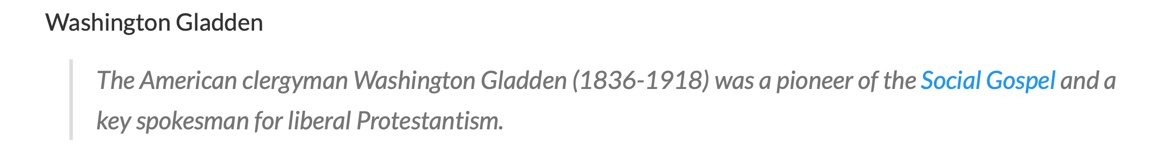 Washington Gladden
The American clergyman Washington Gladden (1836-1918) was a pioneer of the Social Gospel and a
key spokesman for liberal Protestantism.